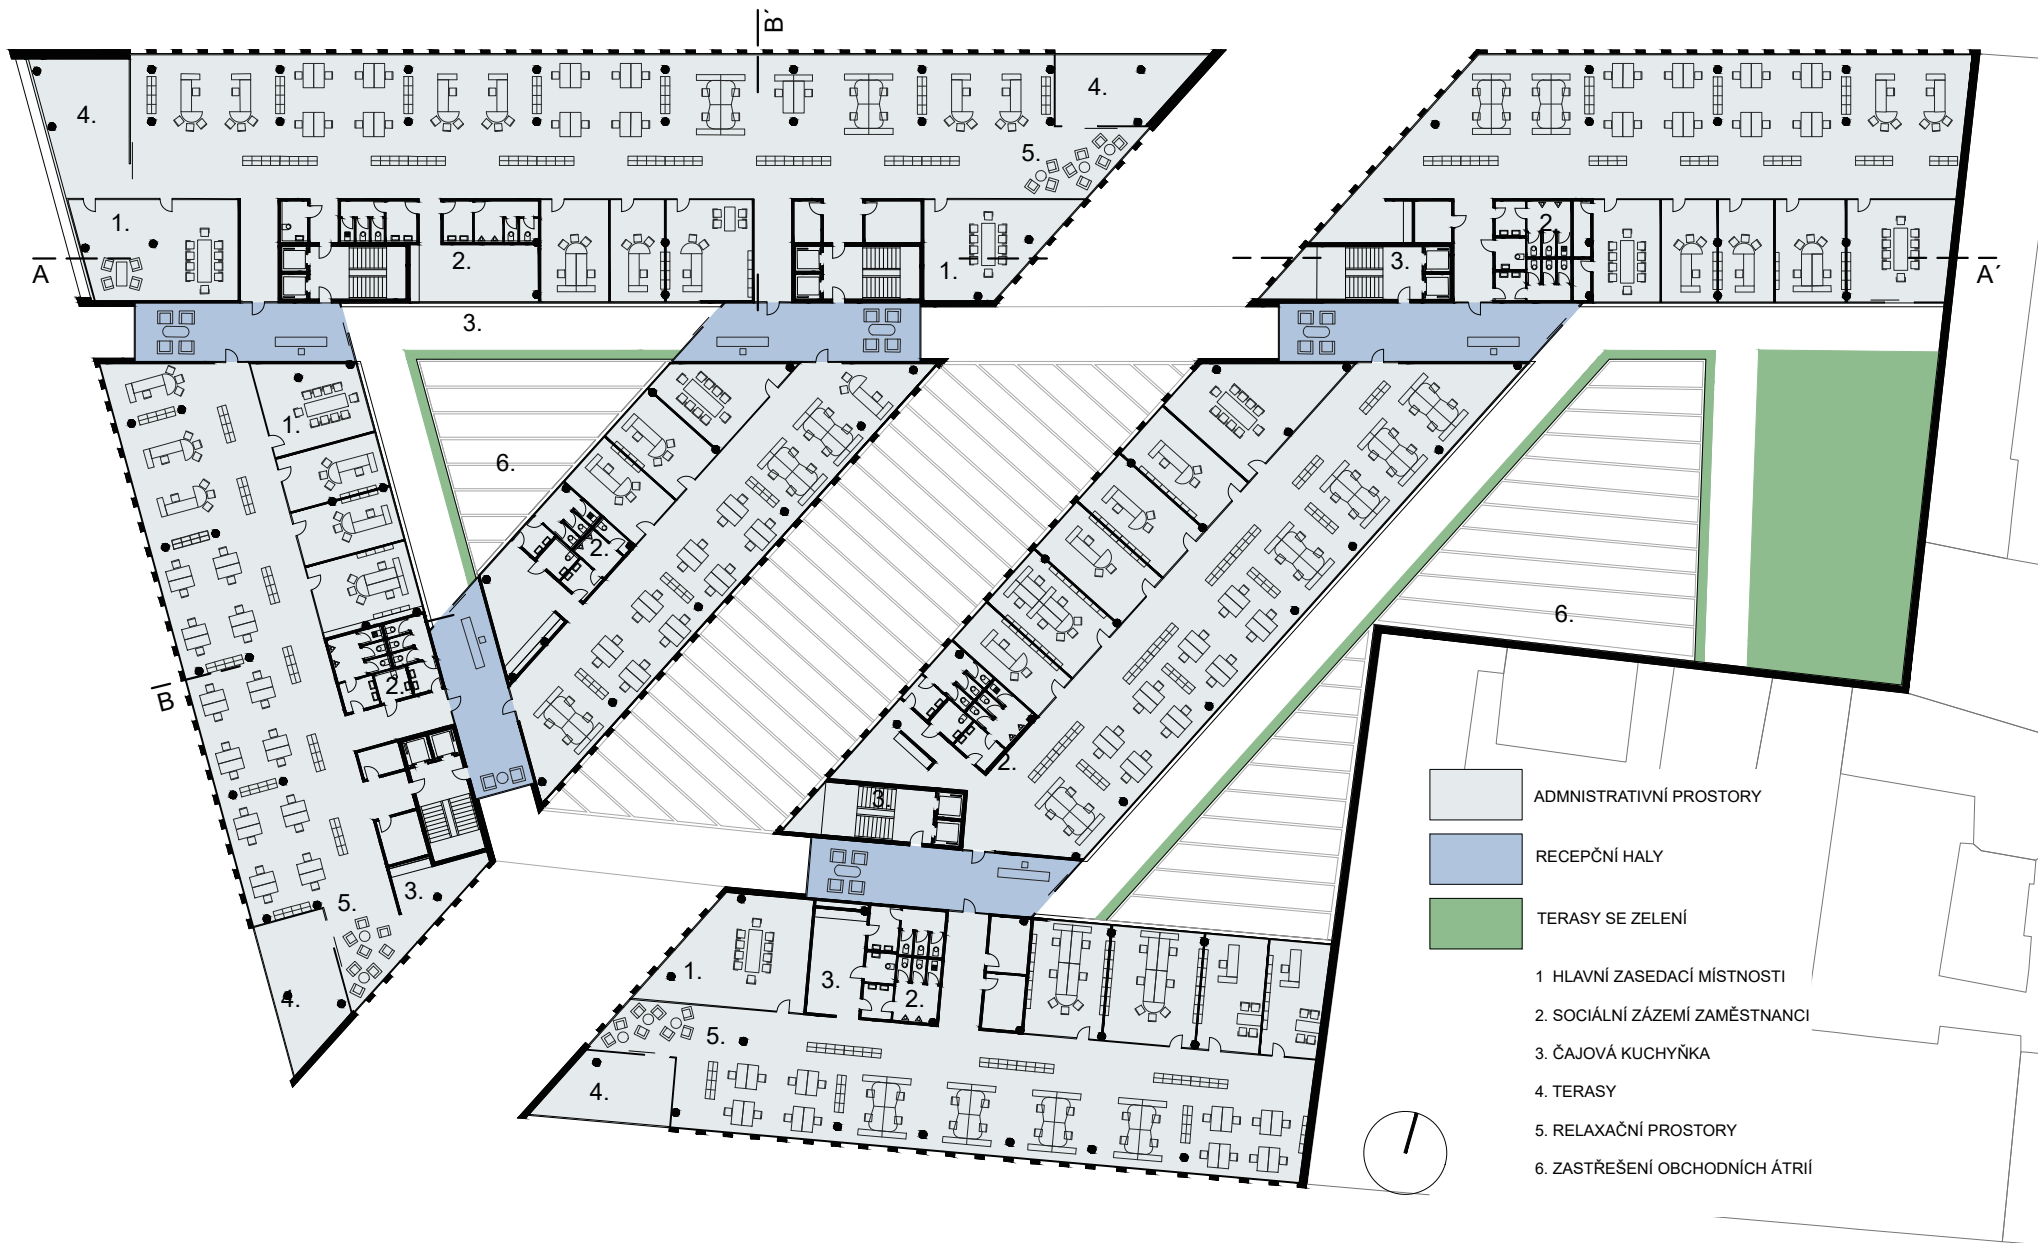 B´
4.
4.
5.
1.
2.
2.
3.
1.
A
A´
3.
1.
6.
2.
6.
2.
B
2.
3.
3.
5.
4.
1.
3.
2.
5.
4.
ADMNISTRATIVNÍ PROSTORY
RECEPČNÍ HALY
TERASY SE ZELENÍ
1 HLAVNÍ ZASEDACÍ MÍSTNOSTI
2. SOCIÁLNÍ ZÁZEMÍ ZAMĚSTNANCI
3. ČAJOVÁ KUCHYŇKA
4. TERASY
5. RELAXAČNÍ PROSTORY
6. ZASTŘEŠENÍ OBCHODNÍCH ÁTRIÍ